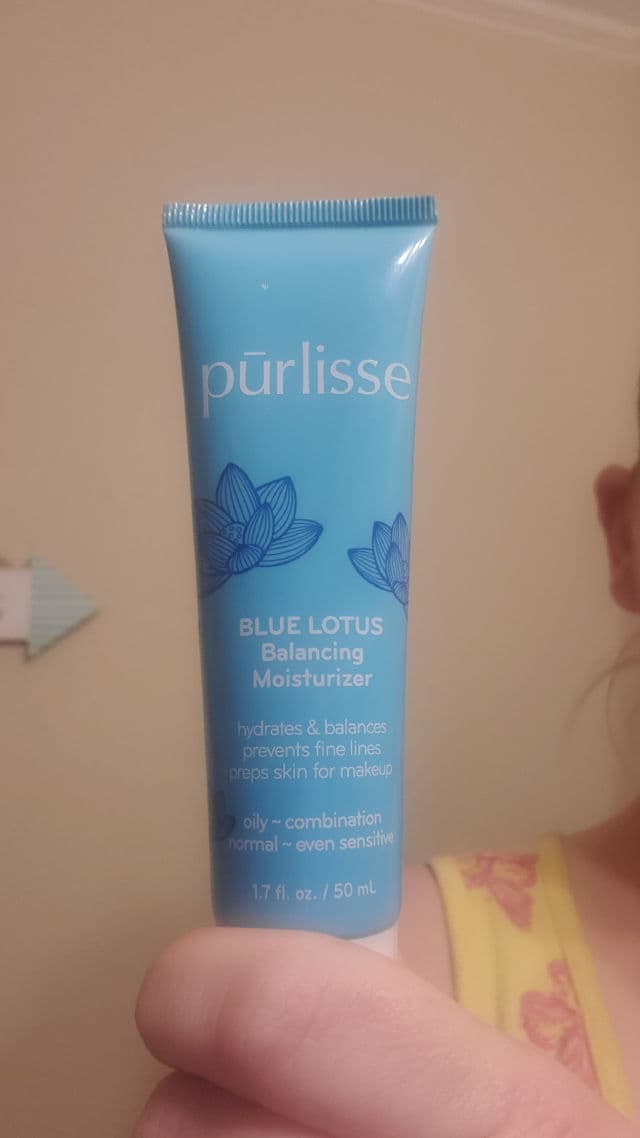 pūrlisse
BLUE LOTUS
Balancing
Moisturizer
hydrates & balances
prevents fine lines
preps skin for makeup
oily ~ combination
normal ~ even sensitive
1.7 fl. oz. / 50 mL